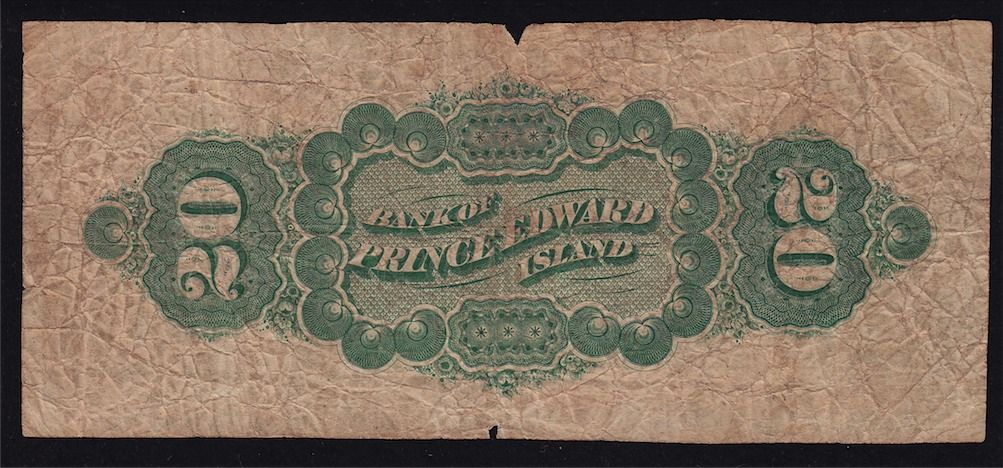 20
BANK OF
PRINCE EDWARD
ISLAND
* * *
* * *
20